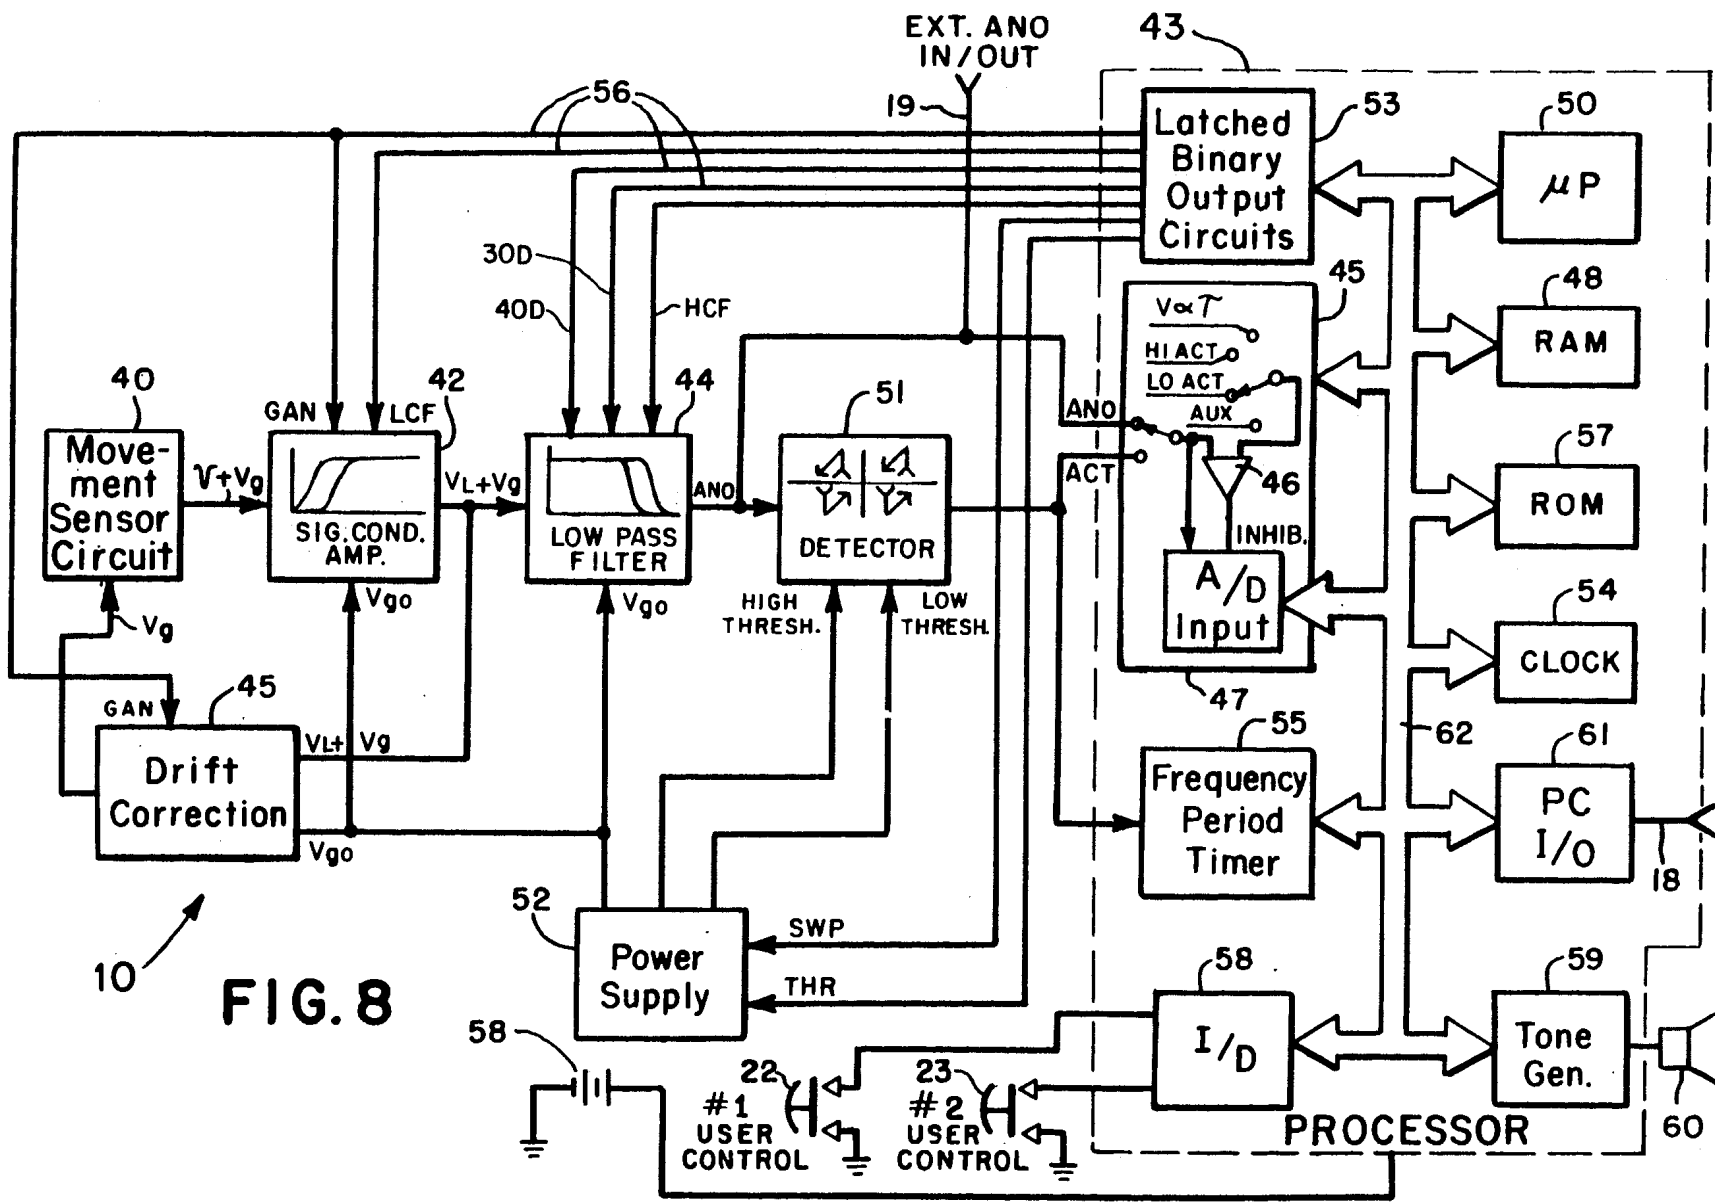 EXT. ANO
IN/OUT
43
56
19
Latched
Binary
Output
Circuits
53
50
µP
30D
40D
HCF
45
V∝T
HI ACT
LO ACT
AUX
48
RAM
40
Move-
ment
Sensor
Circuit
GAN
LCF
42
SIG. COND.
AMP.
44
LOW PASS
FILTER
51
DETECTOR
ANO
ACT
46
INHIB.
A/D
Input
47
57
ROM
V+Vg
VL+Vg
ANO
Vg
Vgo
Vgo
HIGH
THRESH.
LOW
THRESH.
54
CLOCK
GAN
45
Drift
Correction
VL+Vg
Vgo
55
Frequency
Period
Timer
62
61
PC
I/O
18
52
Power
Supply
SWP
THR
10
FIG. 8
58
58
I/D
59
Tone
Gen.
60
22
#1
USER
CONTROL
23
#2
USER
CONTROL
PROCESSOR